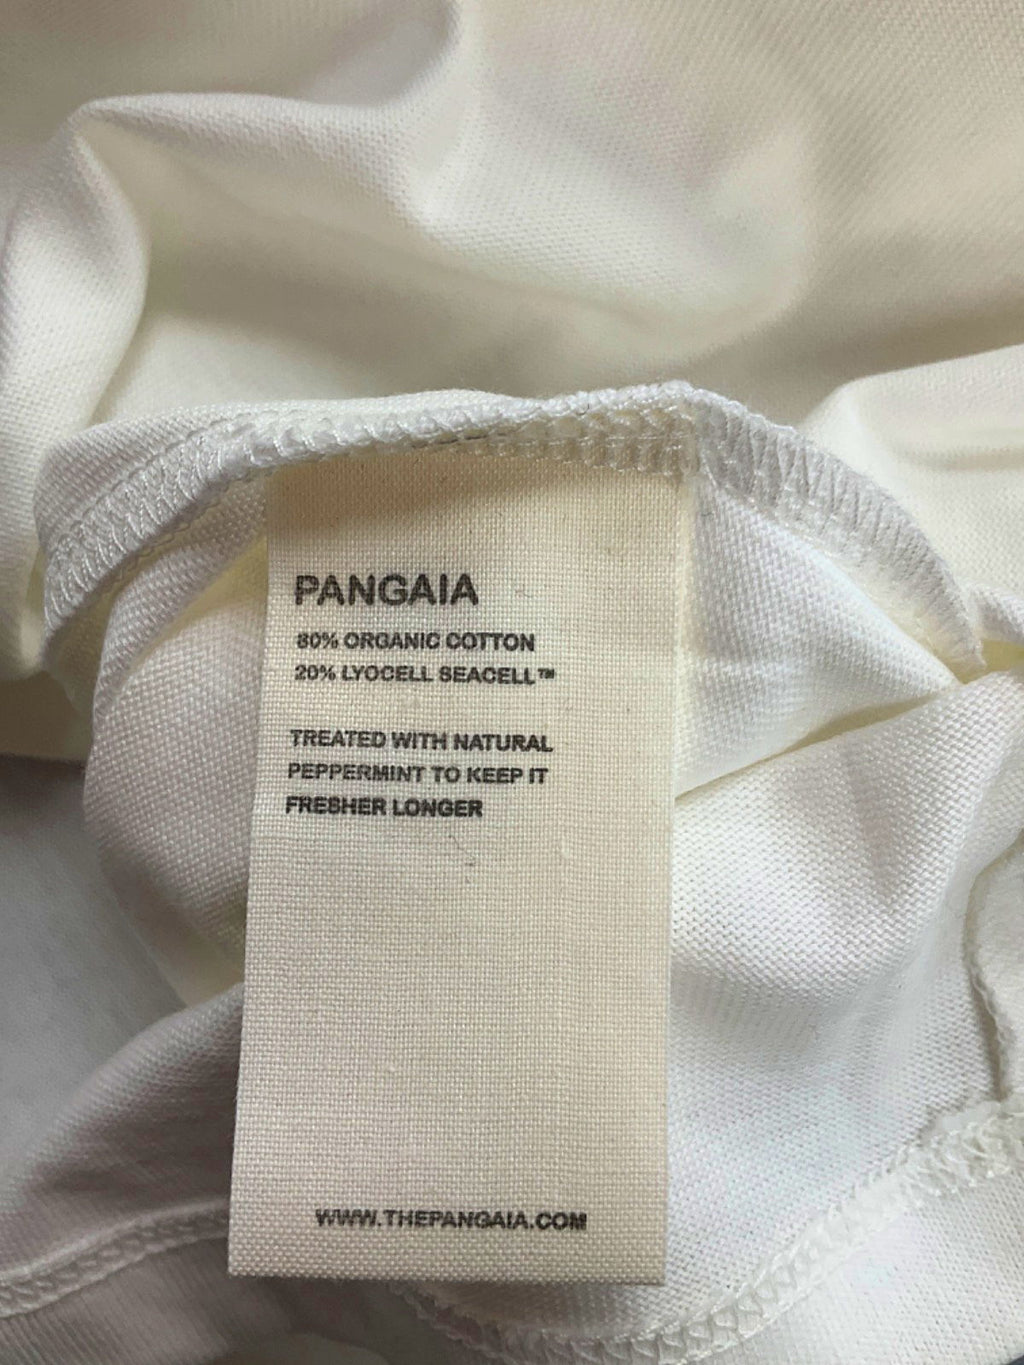 PANGAIA
80% ORGANIC COTTON
20% LYOCELL SEACELL™
TREATED WITH NATURAL
PEPPERMINT TO KEEP IT
FRESHER LONGER
WWW.THEPANGAIA.COM